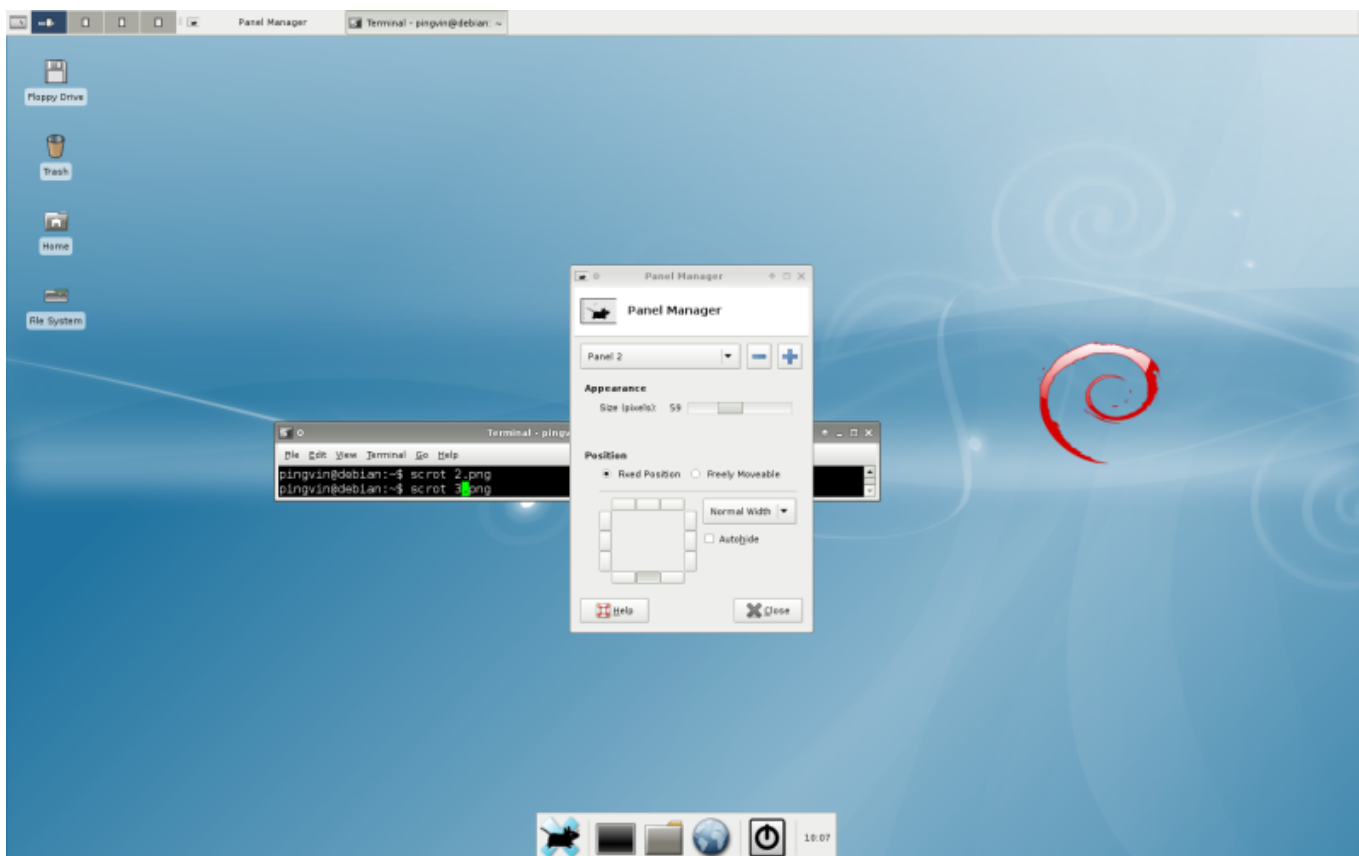 Panel Manager
Terminal - pingvin@debian: ~
Floppy Drive
Trash
Home
File System
Panel Manager
Panel Manager
Panel 2
Appearance
Size (pixels): 59
Terminal - pingv
File Edit View Terminal Go Help
pingvin@debian:~$ scrot 2.png
pingvin@debian:~$ scrot 3.png
Position
Fixed Position
Freely Moveable
Normal Width
Autohide
Help
Close
10:07